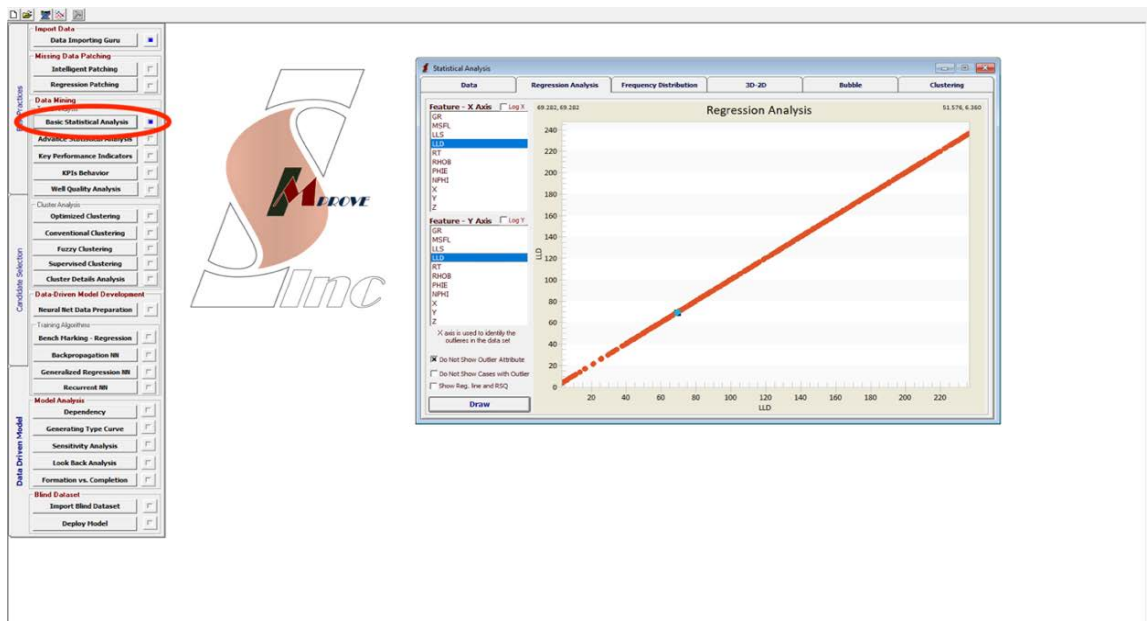 Import Data
Data Importing Guru
Missing Data Patching
Intelligent Patching
Regression Patching
Data Mining
Basic Statistical Analysis
Advance Statistical Analysis
Key Performance Indicators
KPIs Behavior
Well Quality Analysis
Cluster Analysis
Optimized Clustering
Conventional Clustering
Fuzzy Clustering
Supervised Clustering
Cluster Details Analysis
Data-Driven Model Development
Neural Net Data Preparation
Training Algorithms
Bench Marking - Regression
Backpropagation NN
Generalized Regression NN
Recurrent NN
Model Analysis
Dependency
Generating Type Curve
Sensitivity Analysis
Look Back Analysis
Formation vs. Completion
Blind Dataset
Import Blind Dataset
Deploy Model
Practices
Candidate Selection
Data Driven Model
IMPROVE
Inc
Statistical Analysis
Data
Regression Analysis
Frequency Distribution
3D-2D
Bubble
Clustering
Feature - X Axis
Log X
GR
MSFL
LLS
LLD
RT
RHOB
PHIE
NPHI
X
Y
Z
Feature - Y Axis
Log Y
GR
MSFL
LLS
LLD
RT
RHOB
PHIE
NPHI
X
Y
Z
X axis is used to identify the
outlieres in the data set
Do Not Show Outlier Attribute
Do Not Show Cases with Outlier
Show Reg. line and RSQ
Draw
69.282, 69.282
Regression Analysis
51.576, 6.360
240
220
200
180
160
140
120
100
80
60
40
20
0
LLD
20 40 60 80 100 120 140 160 180 200 220
LLD